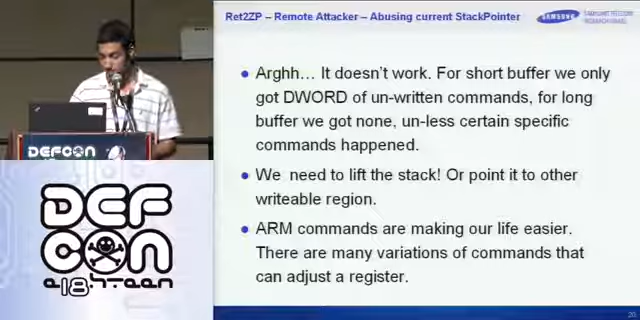 Ret2ZP – Remote Attacker – Abusing current StackPointer
SAMSUNG
Arghh… It doesn't work. For short buffer we only
got DWORD of un-written commands, for long
buffer we got none, un-less certain specific
commands happened.
We need to lift the stack! Or point it to other
writeable region.
ARM commands are making our life easier.
There are many variations of commands that
can adjust a register.
DEFCON
DEF
CON
e18hteen